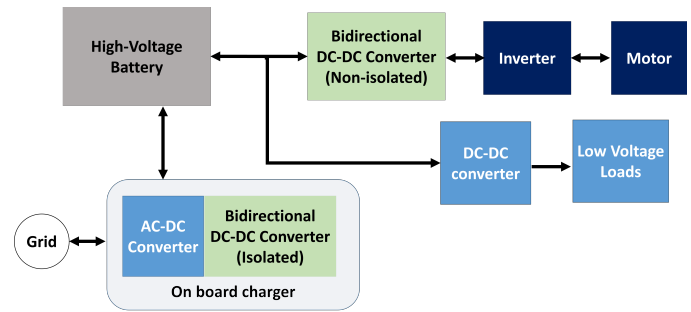 High-Voltage
Battery
Bidirectional
DC-DC Converter
(Non-isolated)
Inverter
Motor
DC-DC
converter
Low Voltage
Loads
Grid
AC-DC
Converter
Bidirectional
DC-DC Converter
(Isolated)
On board charger